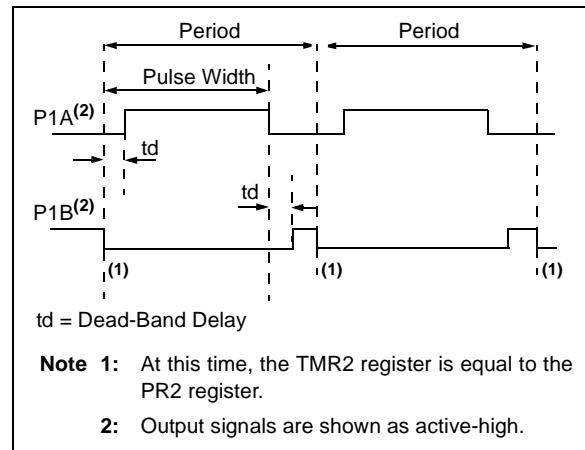 Period Period
Pulse Width
P1A(2)
td
td
P1B(2)
(1) (1) (1)
td = Dead-Band Delay
Note 1: At this time, the TMR2 register is equal to the
PR2 register.
2: Output signals are shown as active-high.